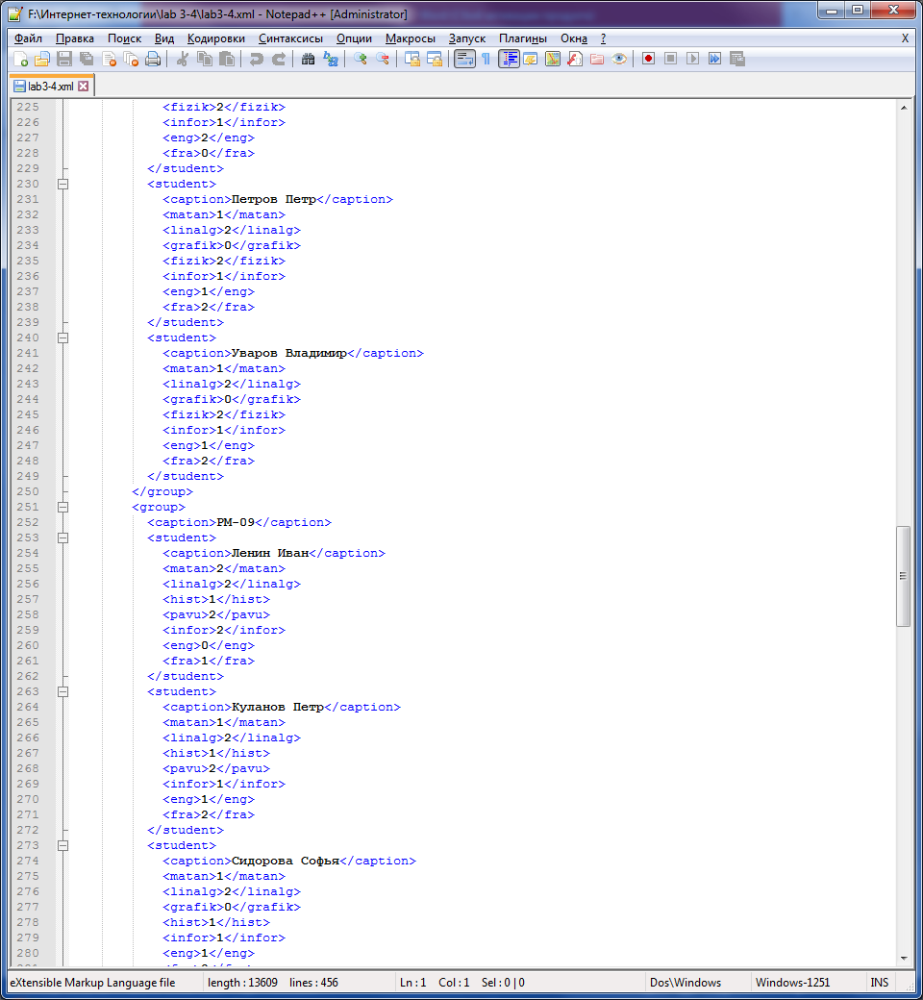 F:\Интернет-технологии\lab 3-4\lab3-4.xml - Notepad++ [Administrator]
Файл Правка Поиск Вид Кодировки Синтаксисы Опции Макросы Запуск Плагины Окна ? X
lab3-4.xml
225 <fizik>2</fizik>
226 <infor>1</infor>
227 <eng>2</eng>
228 <fra>0</fra>
229 </student>
230 <student>
231 <caption>Петров Петр</caption>
232 <matan>1</matan>
233 <linalg>2</linalg>
234 <grafik>0</grafik>
235 <fizik>2</fizik>
236 <infor>1</infor>
237 <eng>1</eng>
238 <fra>2</fra>
239 </student>
240 <student>
241 <caption>Уваров Владимир</caption>
242 <matan>1</matan>
243 <linalg>2</linalg>
244 <grafik>0</grafik>
245 <fizik>2</fizik>
246 <infor>1</infor>
247 <eng>1</eng>
248 <fra>2</fra>
249 </student>
250 </group>
251 <group>
252 <caption>РМ-09</caption>
253 <student>
254 <caption>Ленин Иван</caption>
255 <matan>2</matan>
256 <linalg>2</linalg>
257 <hist>1</hist>
258 <pavu>2</pavu>
259 <infor>2</infor>
260 <eng>0</eng>
261 <fra>1</fra>
262 </student>
263 <student>
264 <caption>Куланов Петр</caption>
265 <matan>1</matan>
266 <linalg>2</linalg>
267 <hist>1</hist>
268 <pavu>2</pavu>
269 <infor>1</infor>
270 <eng>1</eng>
271 <fra>2</fra>
272 </student>
273 <student>
274 <caption>Сидорова Софья</caption>
275 <matan>1</matan>
276 <linalg>2</linalg>
277 <grafik>0</grafik>
278 <hist>1</hist>
279 <infor>1</infor>
280 <eng>1</eng>
eXtensible Markup Language file length : 13609 lines : 456 Ln : 1 Col : 1 Sel : 0 | 0 Dos\Windows Windows-1251 INS